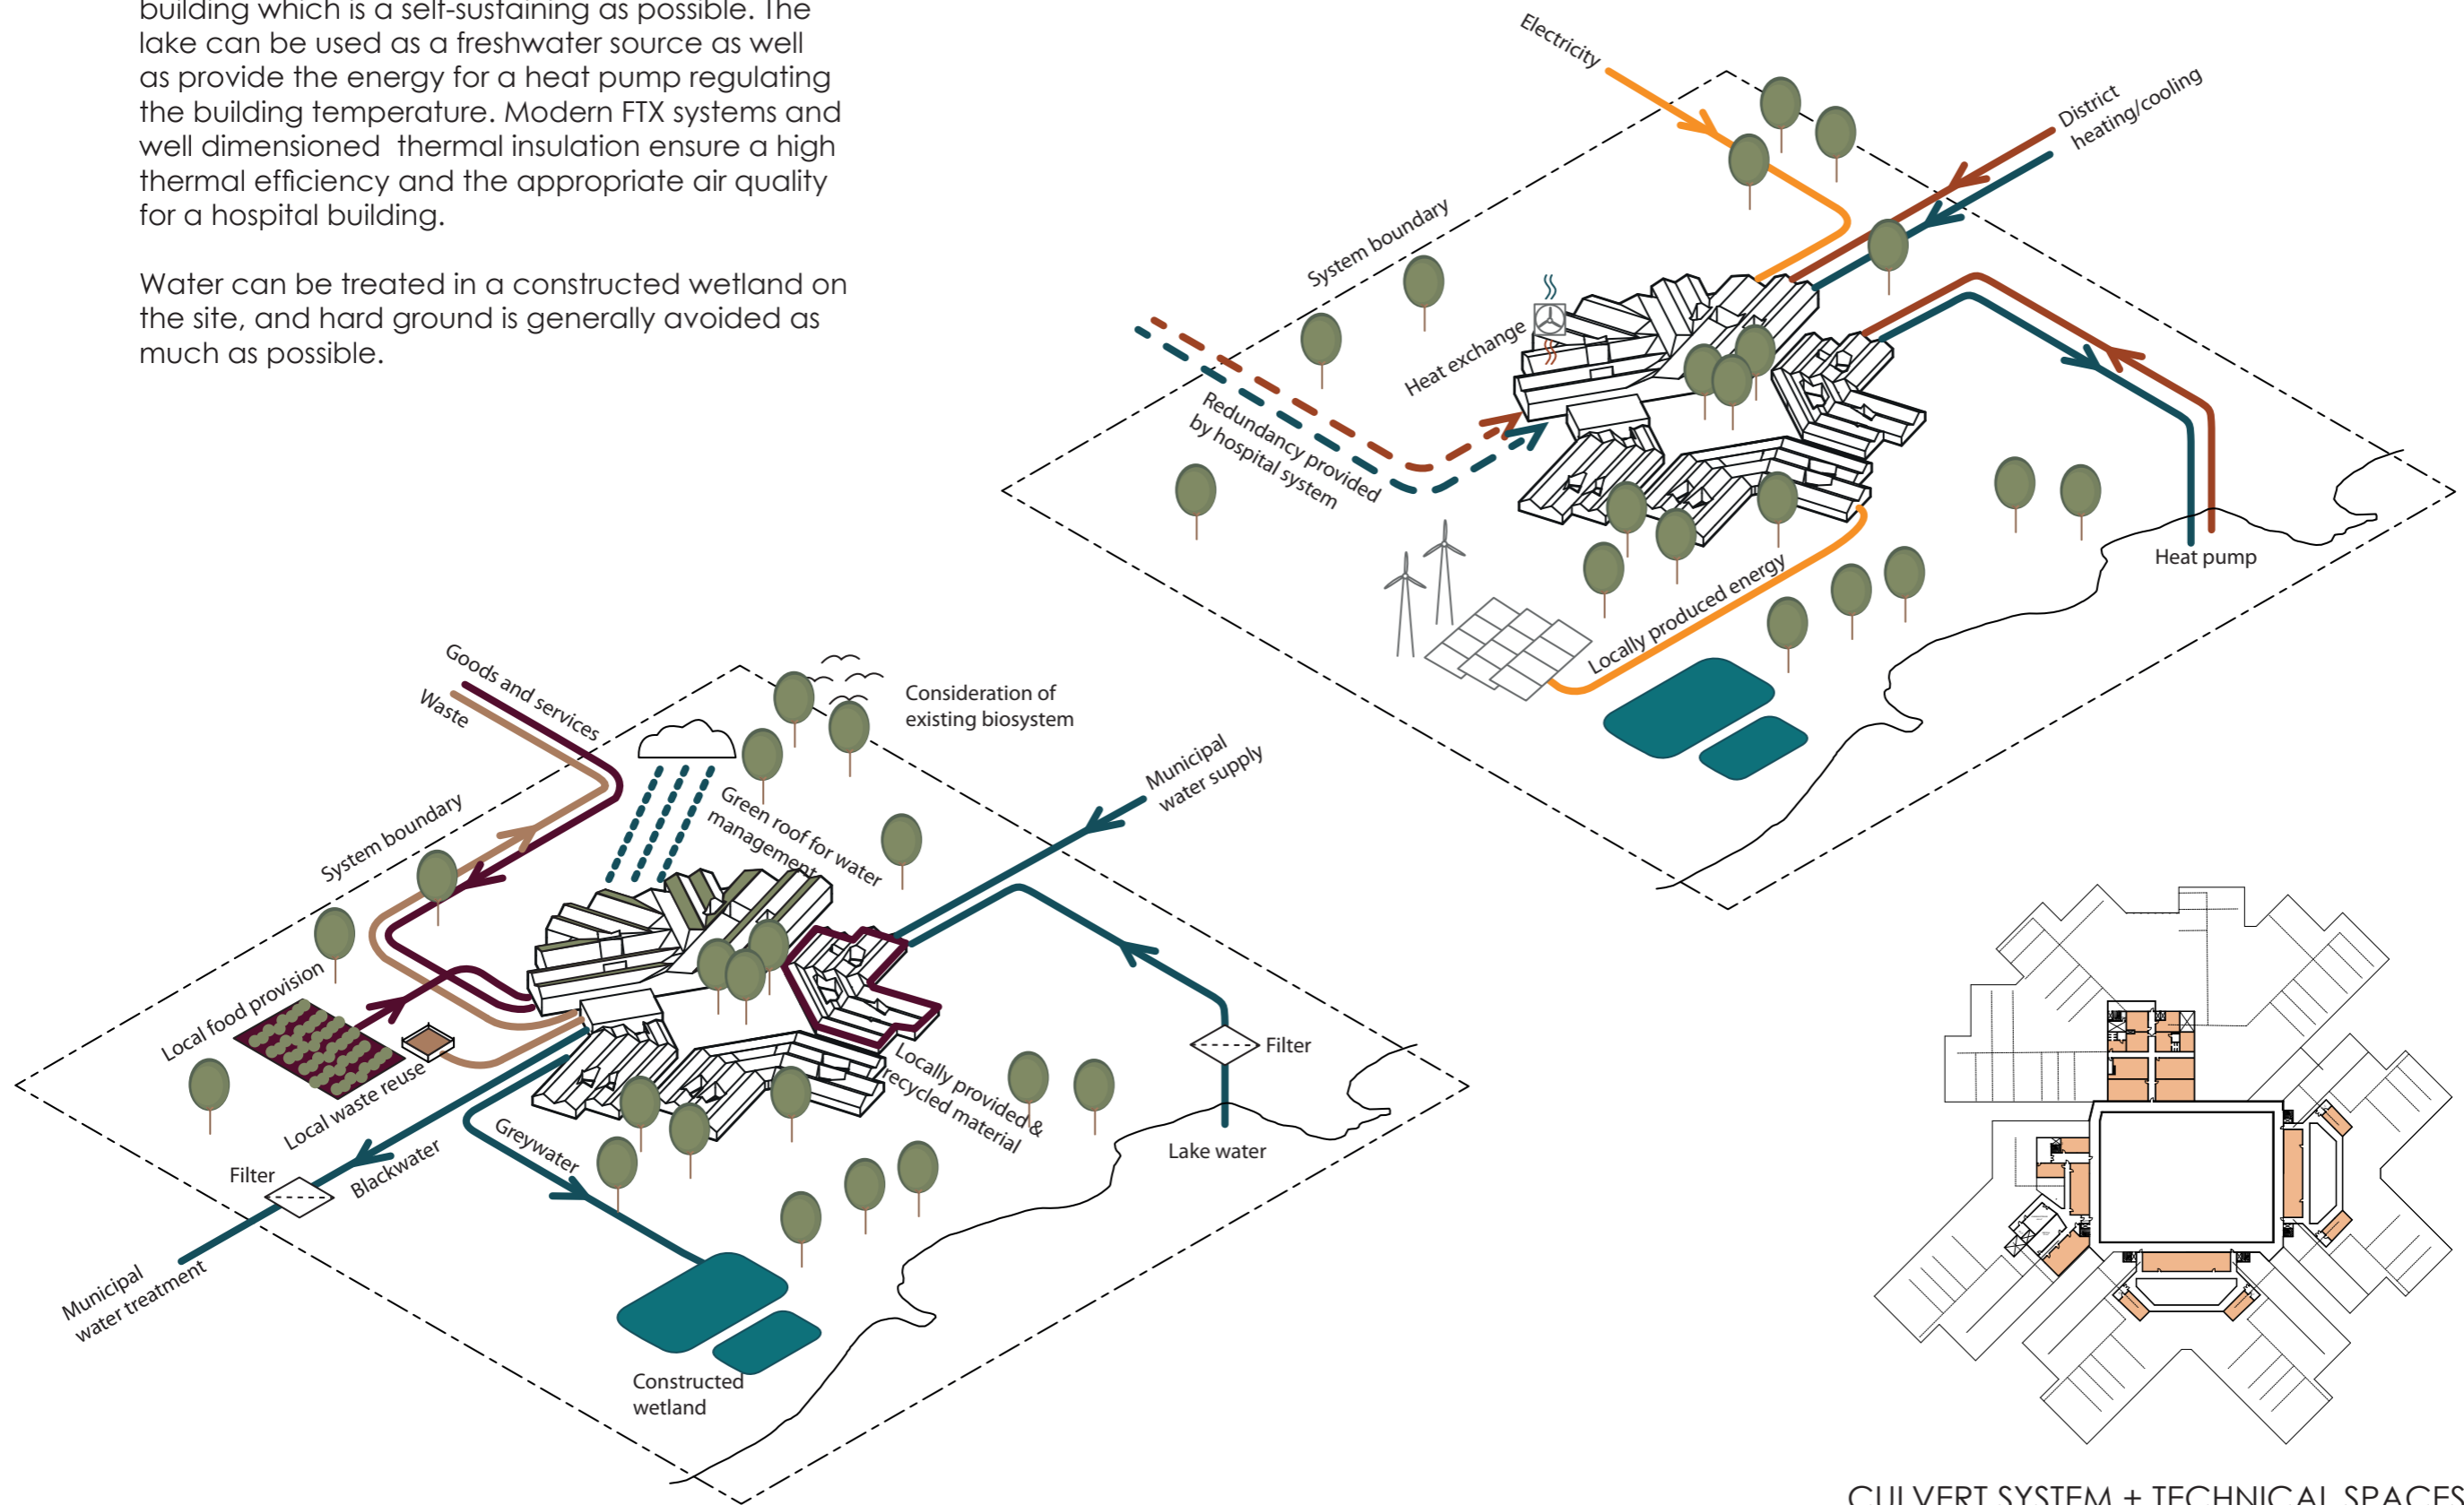 building which is a self-sustaining as possible. The
lake can be used as a freshwater source as well
as provide the energy for a heat pump regulating
the building temperature. Modern FTX systems and
well dimensioned  thermal insulation ensure a high
thermal efficiency and the appropriate air quality
for a hospital building.
Water can be treated in a constructed wetland on
the site, and hard ground is generally avoided as
much as possible.
Electricity
District
heating/cooling
System boundary
Heat exchange
Redundancy provided
by hospital system
Heat pump
Locally produced energy
Goods and services
Waste
Consideration of
existing biosystem
Municipal
water supply
Green roof for water
management
System boundary
Local food provision
Local waste reuse
Locally provided &
recycled material
Filter
Lake water
Greywater
Blackwater
Filter
Municipal
water treatment
Constructed
wetland
CULVERT SYSTEM + TECHNICAL SPACES